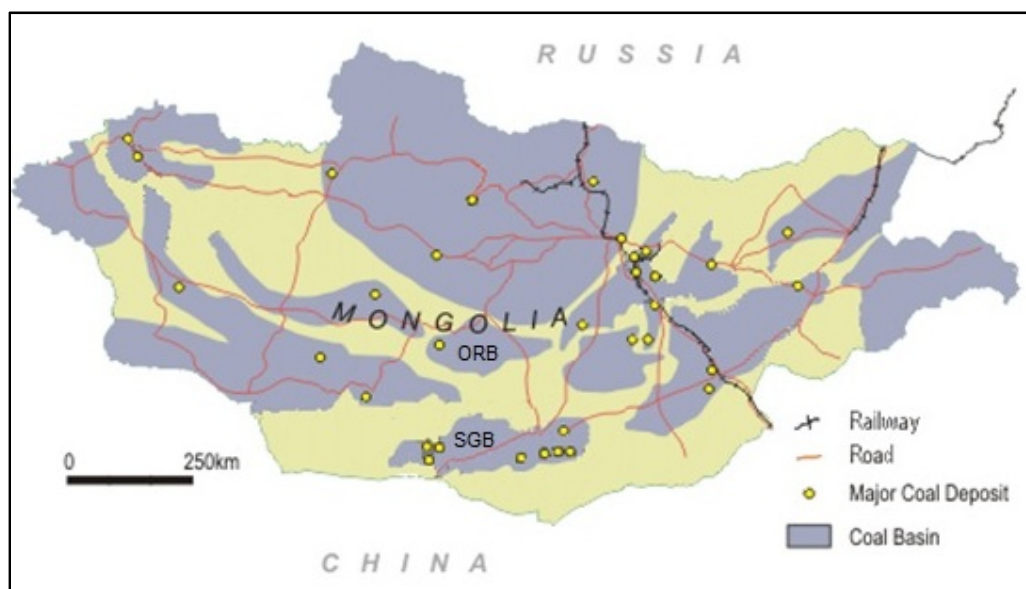 RUSSIA
MONGOLIA
ORB
SGB
0 250km
CHINA
Railway
Road
Major Coal Deposit
Coal Basin